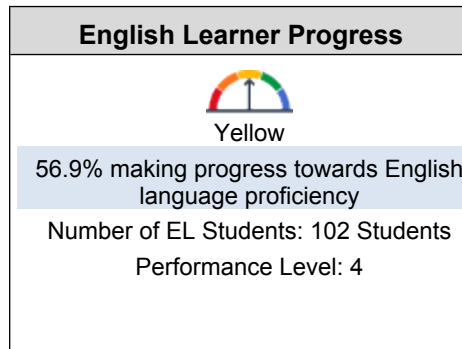 English Learner Progress
Yellow
56.9% making progress towards English
language proficiency
Number of EL Students: 102 Students
Performance Level: 4